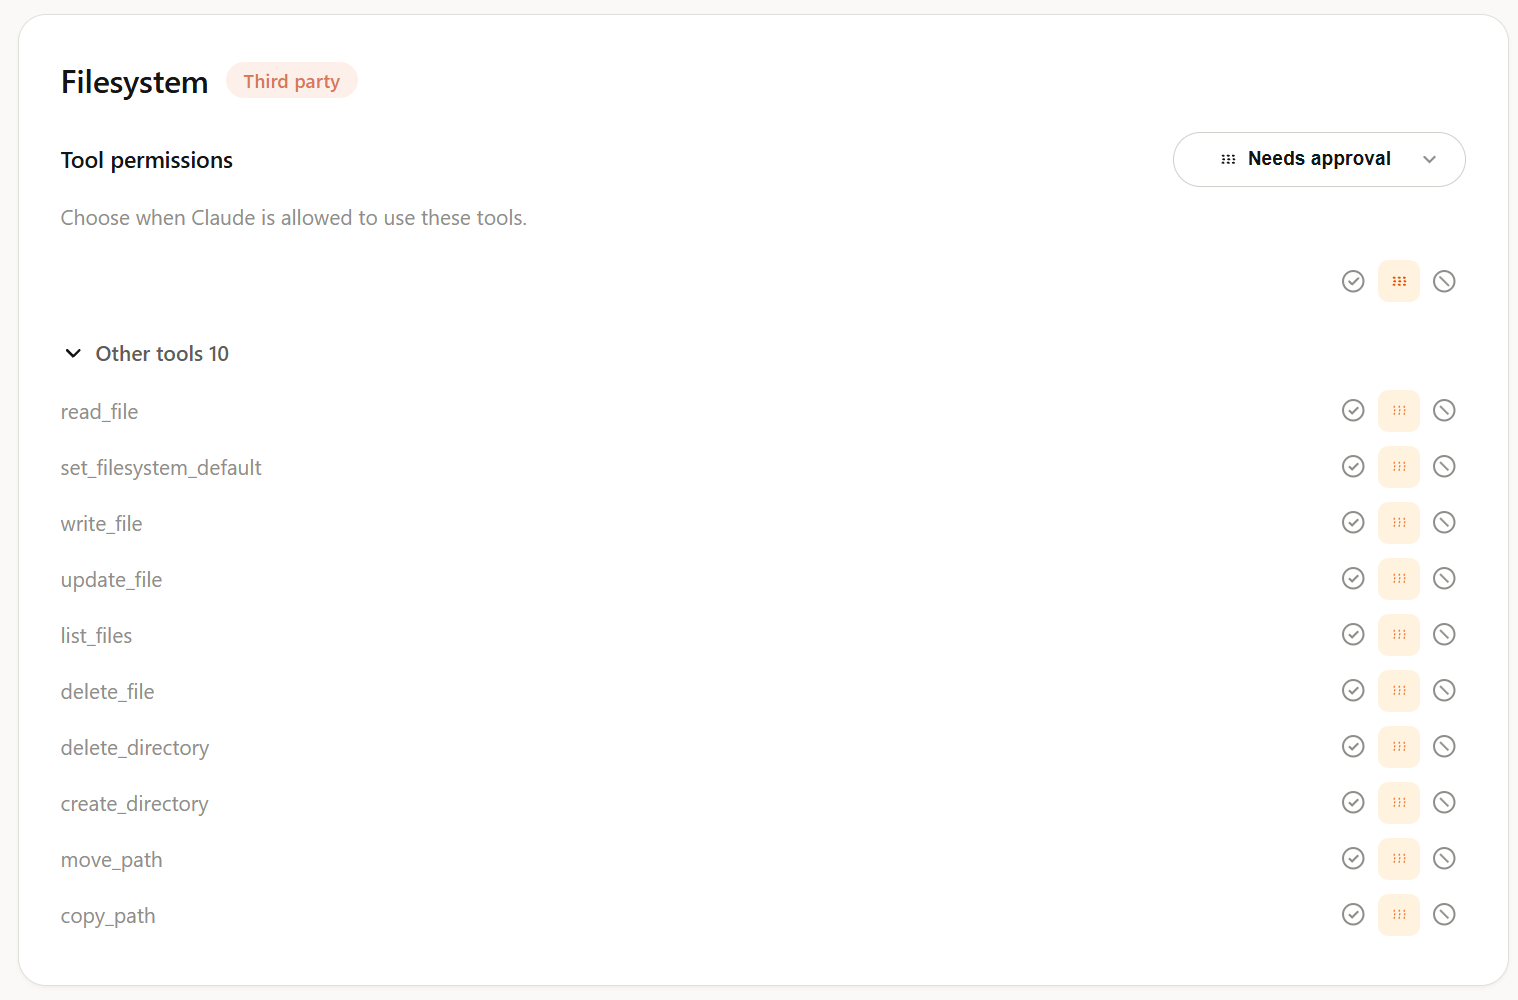 Filesystem
Third party
Tool permissions
Needs approval
Choose when Claude is allowed to use these tools.
Other tools 10
read_file
set_filesystem_default
write_file
update_file
list_files
delete_file
delete_directory
create_directory
move_path
copy_path